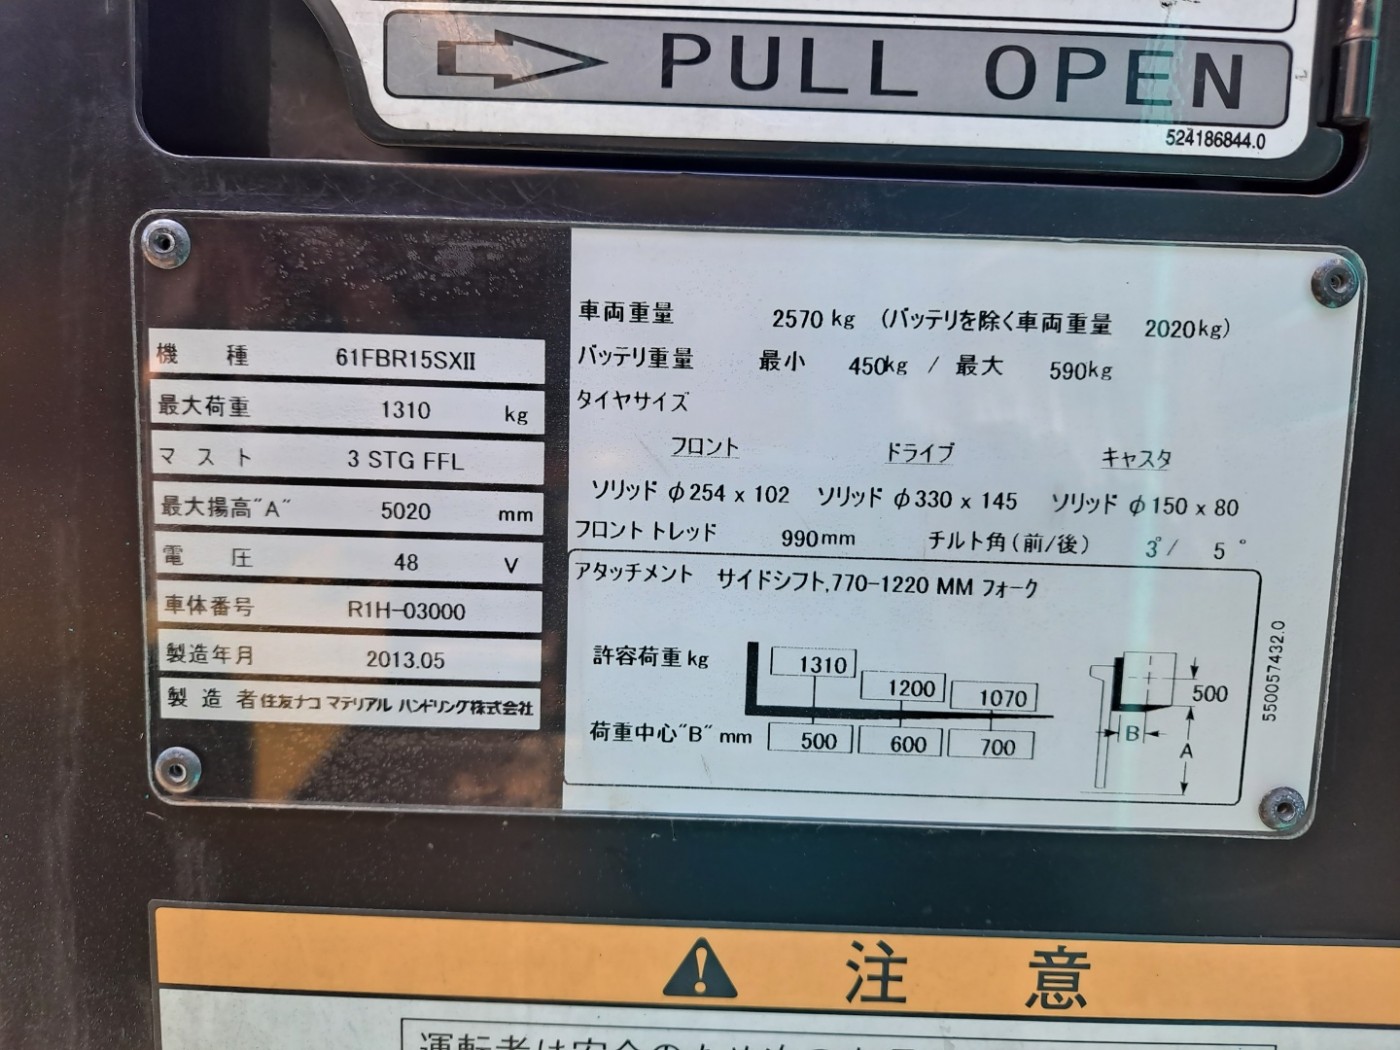 PULL OPEN
524186844.0
機 種 61FBR15SXII
最大荷重 1310 kg
マスト 3 STG FFL
最大揚高"A" 5020 mm
電 圧 48 V
車体番号 R1H-03000
製造年月 2013.05
製造者 住友ナコ マテリアル ハンドリング株式会社
車両重量 2570 kg (バッテリを除く車両重量 2020kg)
バッテリ重量 最小 450kg / 最大 590kg
タイヤサイズ
フロント ドライブ キャスタ
ソリッド φ254 x 102 ソリッド φ330 x 145 ソリッド φ150 x 80
フロント トレッド 990mm チルト角(前/後) 3°/ 5°
アタッチメント サイドシフト,770-1220 MM フォーク
許容荷重 kg 1310 1200 1070
荷重中心"B" mm 500 600 700
500
B
A
550057432.0
注 意